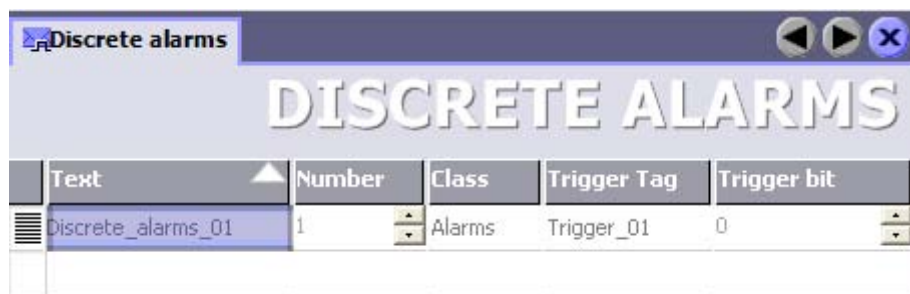 Discrete alarms
DISCRETE ALARMS
Text Number Class Trigger Tag Trigger bit
Discrete_alarms_01 1 Alarms Trigger_01 0